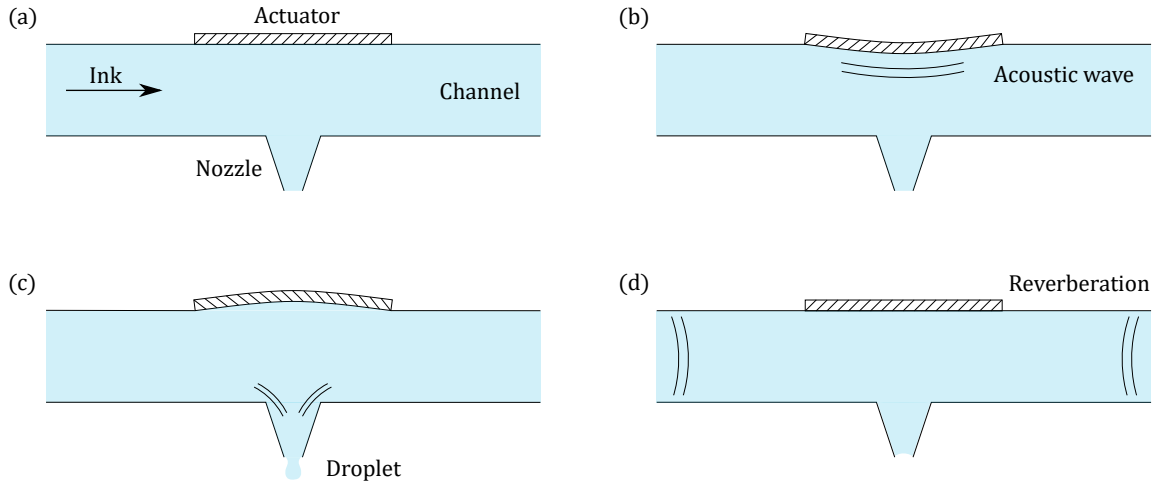 (a)
Actuator
Ink
Channel
Nozzle
(b)
Acoustic wave
(c)
Droplet
(d)
Reverberation